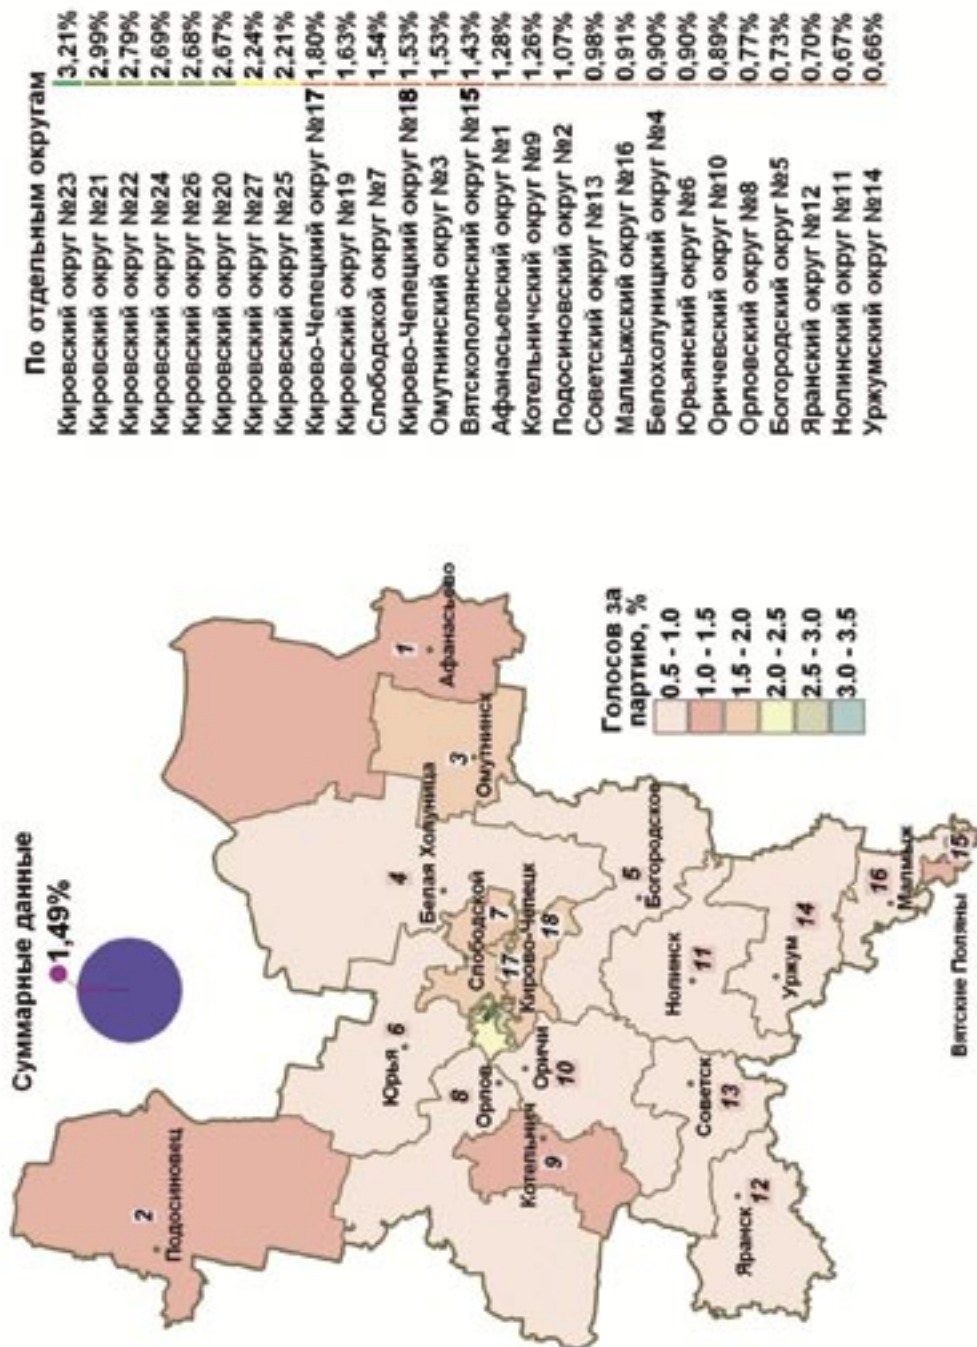 Суммарные данные
1,49%
По отдельным округам
Кировский округ №23 3,21%
Кировский округ №21 2,99%
Кировский округ №22 2,79%
Кировский округ №24 2,69%
Кировский округ №26 2,68%
Кировский округ №20 2,67%
Кировский округ №27 2,24%
Кировский округ №25 2,21%
Кирово-Чепецкий округ №17 1,80%
Кировский округ №19 1,63%
Слободской округ №7 1,54%
Кирово-Чепецкий округ №18 1,53%
Омутнинский округ №3 1,53%
Вятскополянский округ №15 1,43%
Афанасьевский округ №1 1,28%
Котельничский округ №9 1,26%
Подосиновский округ №2 1,07%
Советский округ №13 0,98%
Малмыжский округ №16 0,91%
Белохолуницкий округ №4 0,90%
Юрьянский округ №6 0,90%
Оричевский округ №10 0,89%
Орловский округ №8 0,77%
Богородский округ №5 0,73%
Яранский округ №12 0,70%
Нолинский округ №11 0,67%
Уржумский округ №14 0,66%
2
Подосиновец
1
Афанасьево
3
Омутнинск
4
Белая Холуница
6
Юрья
Слободской
7
17
Кирово-Чепецк
18
8
Орлов
Оричи
10
Котельнич
9
5
Богородское
Нолинск
11
Советск
13
Яранск
12
Уржум
14
16
Малмыж
15
Вятские Поляны
Голосов за
партию, %
0.5 - 1.0
1.0 - 1.5
1.5 - 2.0
2.0 - 2.5
2.5 - 3.0
3.0 - 3.5